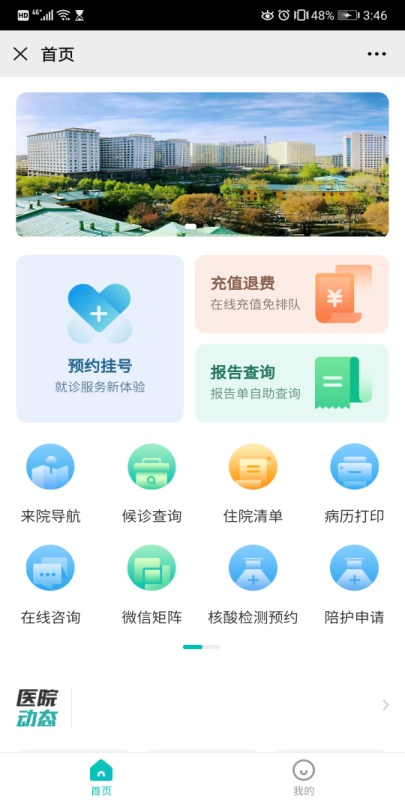 HD 4G 48% 3:46
首页
预约挂号
就诊服务新体验
充值退费
在线充值免排队
报告查询
报告单自助查询
来院导航 候诊查询 住院清单 病历打印
在线咨询 微信矩阵 核酸检测预约 陪护申请
医院
动态
首页 我的